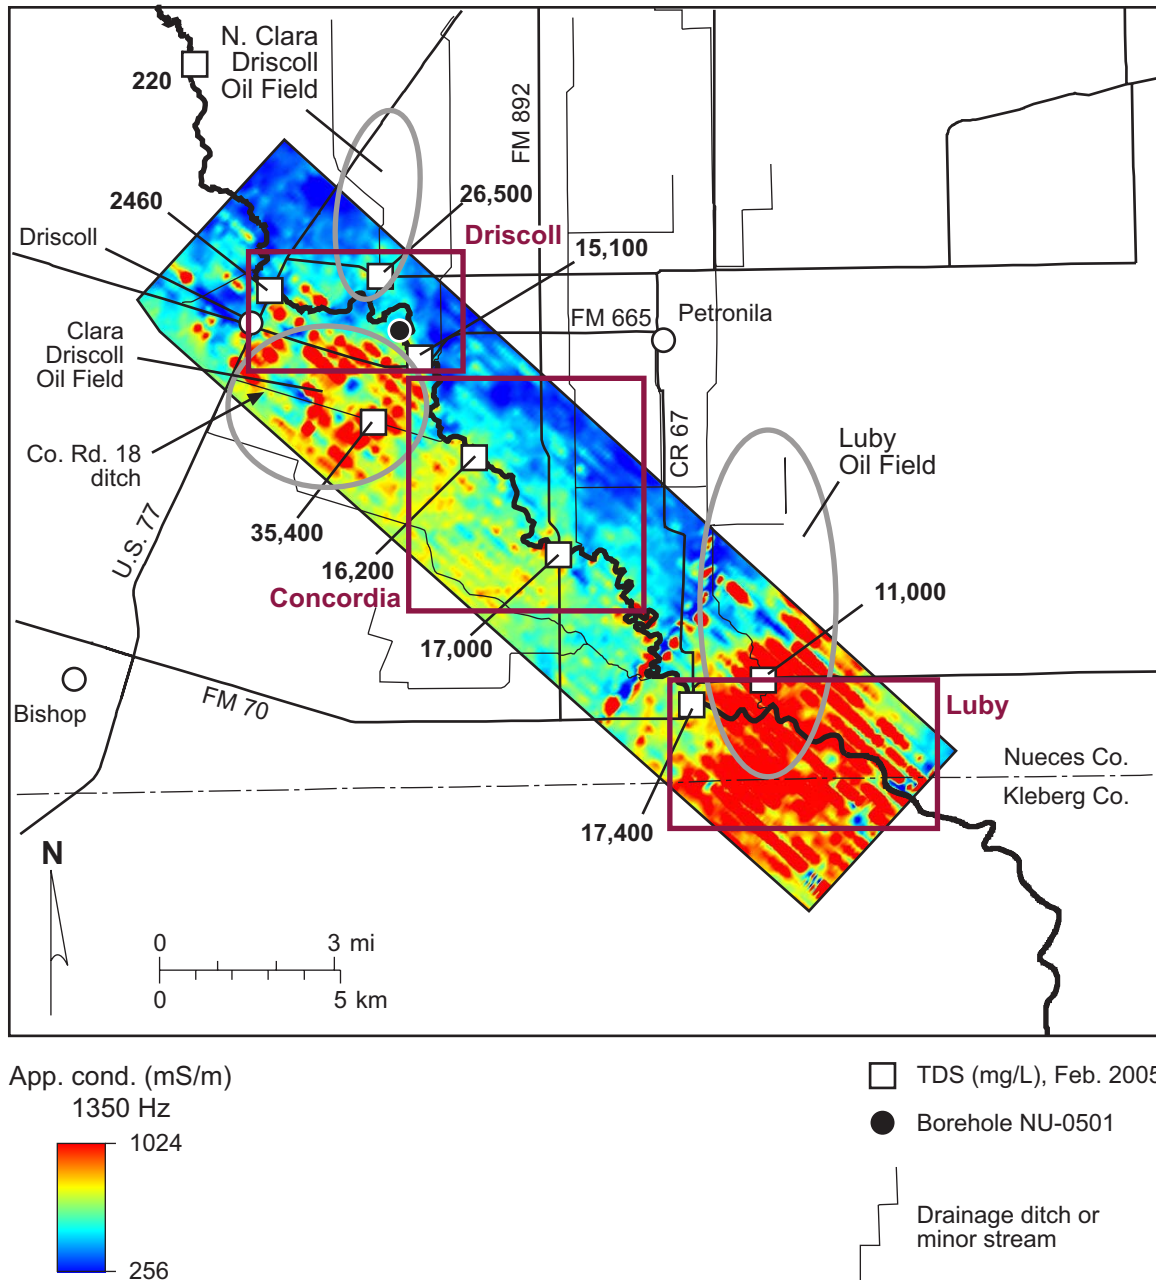 N. Clara
Driscoll
Oil Field
220
FM 892
2460
26,500
Driscoll
Driscoll
15,100
FM 665
Petronila
Clara
Driscoll
Oil Field
Co. Rd. 18
ditch
CR 67
Luby
Oil Field
U.S. 77
35,400
16,200
Concordia
17,000
11,000
Bishop
FM 70
Luby
Nueces Co.
Kleberg Co.
17,400
N
0 3 mi
0 5 km
App. cond. (mS/m)
1350 Hz
1024
256
TDS (mg/L), Feb. 2005
Borehole NU-0501
Drainage ditch or
minor stream